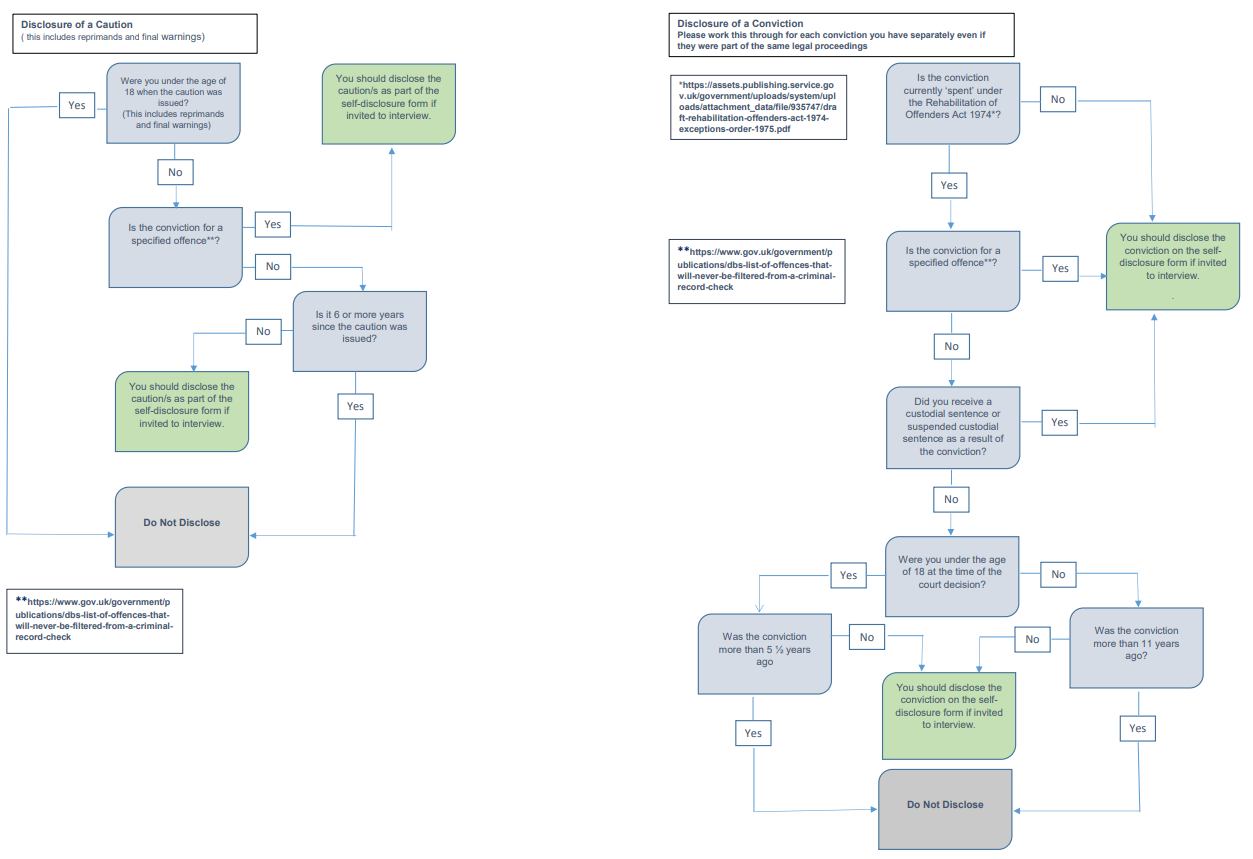 Disclosure of a Caution
( this includes reprimands and final warnings)
Were you under the age of
18 when the caution was
issued?
(This includes reprimands
and final warnings)
Yes
No
You should disclose the
caution/s as part of the
self-disclosure form if
invited to interview.
Is the conviction for a
specified offence**?
Yes
No
Is it 6 or more years
since the caution was
issued?
No
Yes
You should disclose the
caution/s as part of the
self-disclosure form if
invited to interview.
Do Not Disclose
**https://www.gov.uk/government/p
ublications/dbs-list-of-offences-that-
will-never-be-filtered-from-a-criminal-
record-check
Disclosure of a Conviction
Please work this through for each conviction you have separately even if
they were part of the same legal proceedings
*https://assets.publishing.service.go
v.uk/government/uploads/system/upl
oads/attachment_data/file/935747/dra
ft-rehabilitation-offenders-act-1974-
exceptions-order-1975.pdf
Is the conviction
currently ‘spent’ under
the Rehabilitation of
Offenders Act 1974*?
No
Yes
**https://www.gov.uk/government/p
ublications/dbs-list-of-offences-that-
will-never-be-filtered-from-a-criminal-
record-check
Is the conviction for a
specified offence**?
Yes
No
You should disclose the
conviction on the self-
disclosure form if invited
to interview.
.
Did you receive a
custodial sentence or
suspended custodial
sentence as a result of
the conviction?
Yes
No
Were you under the age
of 18 at the time of the
court decision?
Yes
No
Was the conviction
more than 5 ½ years
ago
No
Yes
Was the conviction
more than 11 years
ago?
No
Yes
You should disclose the
conviction on the self-
disclosure form if invited
to interview.
Do Not Disclose